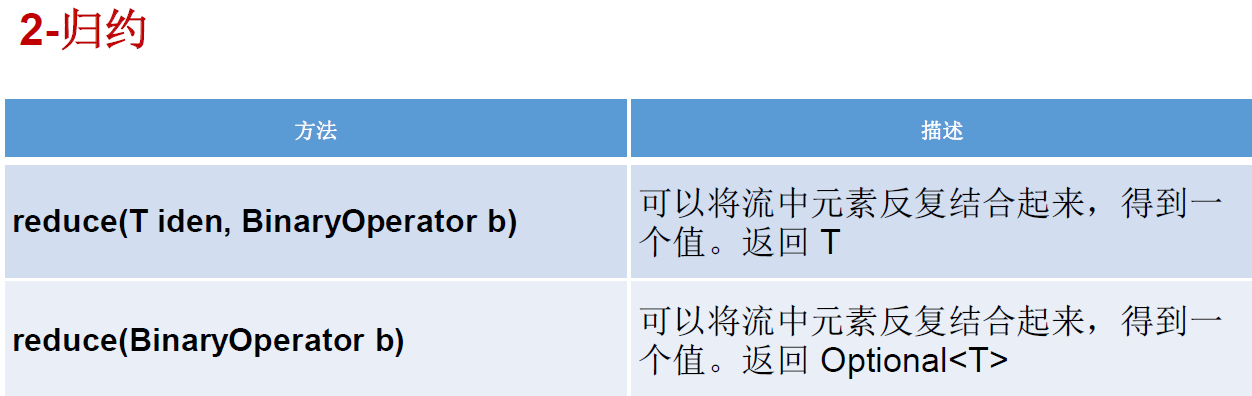 2-归约
方法
描述
reduce(T iden, BinaryOperator b)
可以将流中元素反复结合起来，得到一
个值。返回 T
reduce(BinaryOperator b)
可以将流中元素反复结合起来，得到一
个值。返回 Optional<T>